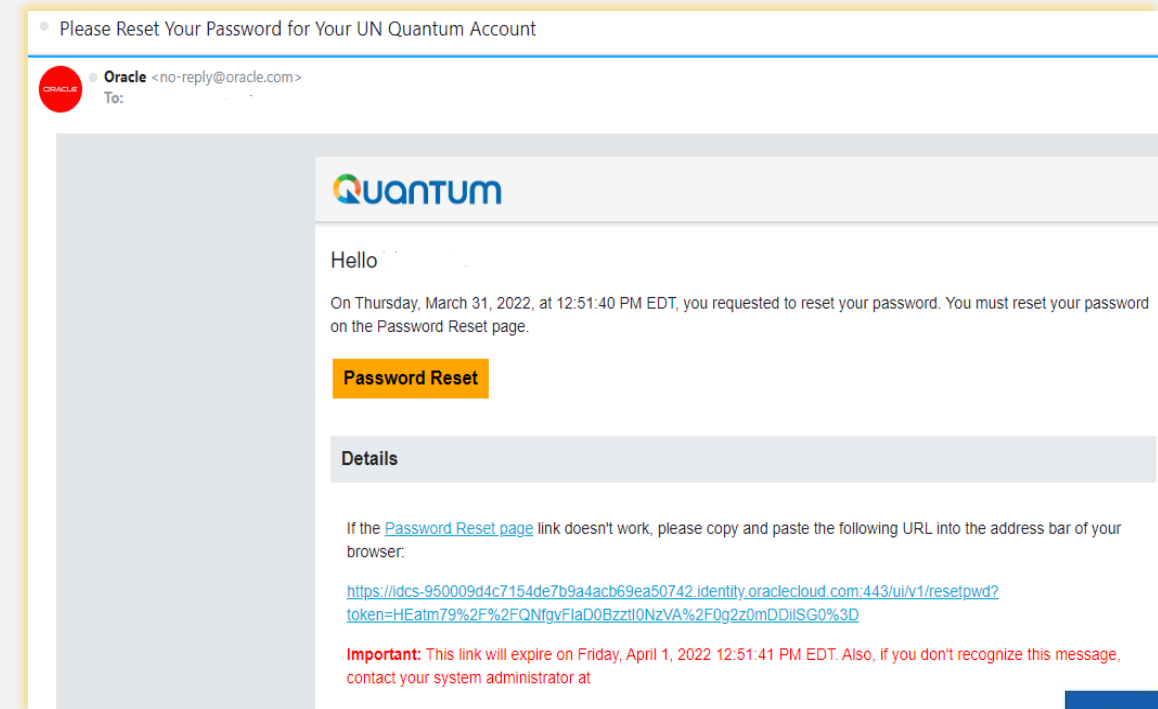 Please Reset Your Password for Your UN Quantum Account
ORACLE
Oracle <no-reply@oracle.com>
To:
Quantum
Hello
On Thursday, March 31, 2022, at 12:51:40 PM EDT, you requested to reset your password. You must reset your password
on the Password Reset page.
Password Reset
Details
If the Password Reset page link doesn't work, please copy and paste the following URL into the address bar of your
browser:
https://idcs-950009d4c7154de7b9a4acb69ea50742.identity.oraclecloud.com:443/ui/v1/resetpwd?
token=HEatm79%2F%2FQNfgvFIaD0BzztI0NzVA%2F0g2z0mDDilSG0%3D
Important: This link will expire on Friday, April 1, 2022 12:51:41 PM EDT. Also, if you don't recognize this message,
contact your system administrator at